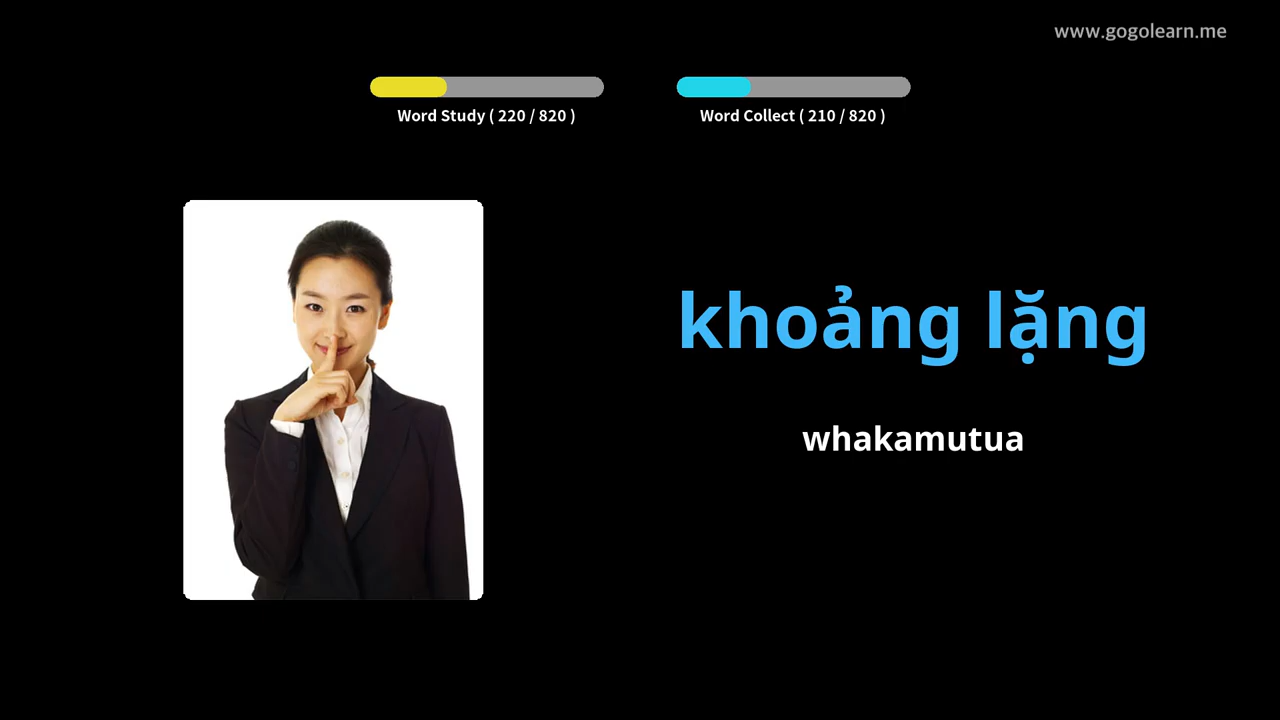 www.gogolearn.me
Word Study ( 220 / 820 )
Word Collect ( 210 / 820 )
khoảng lặng
whakamutua